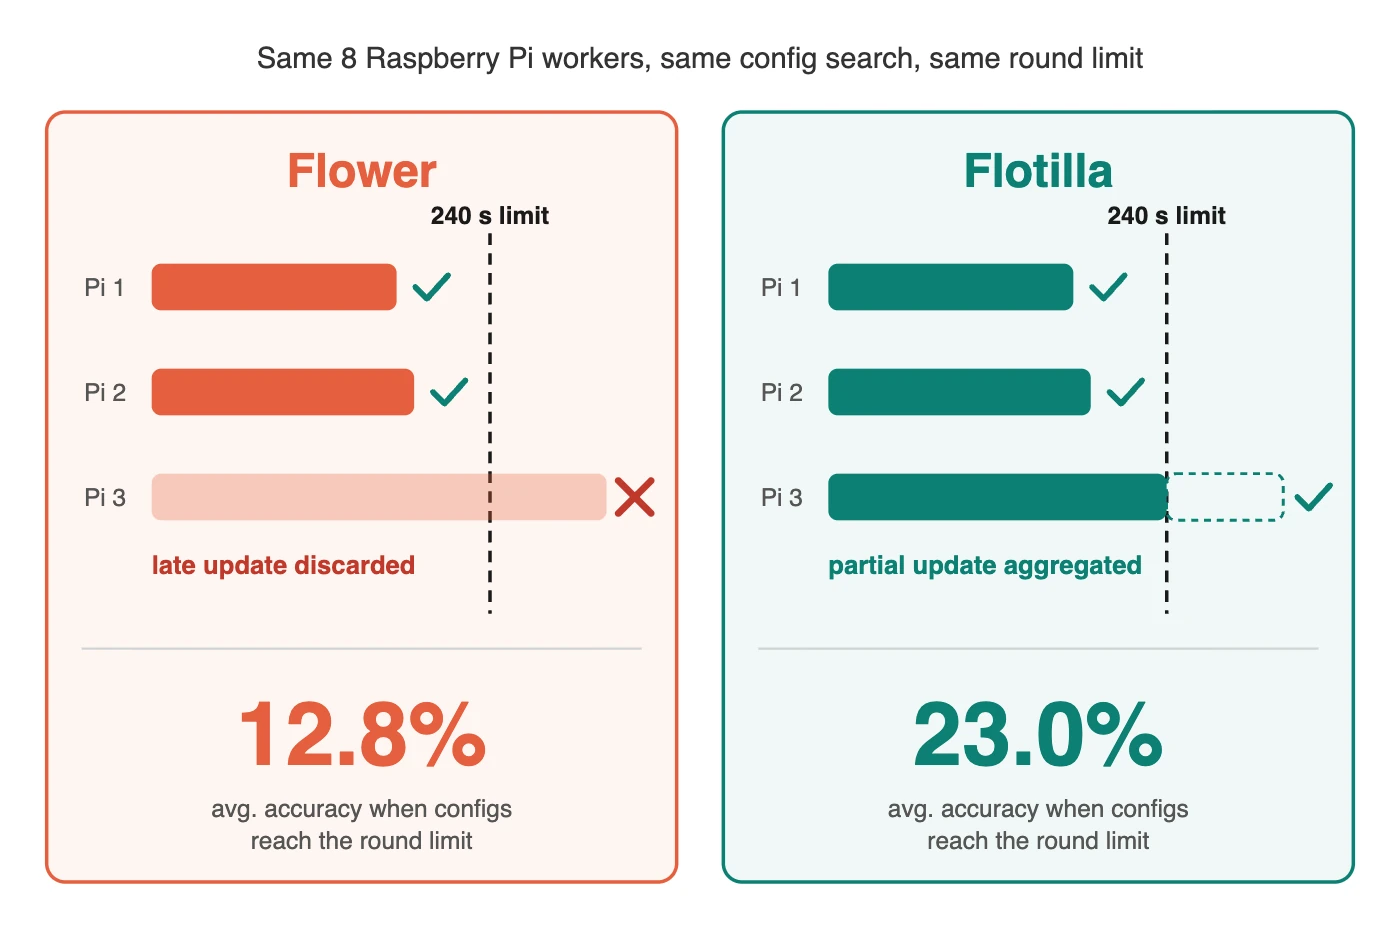 Same 8 Raspberry Pi workers, same config search, same round limit
Flower
240 s limit
Pi 1
Pi 2
Pi 3
late update discarded
12.8%
avg. accuracy when configs
reach the round limit
Flotilla
240 s limit
Pi 1
Pi 2
Pi 3
partial update aggregated
23.0%
avg. accuracy when configs
reach the round limit